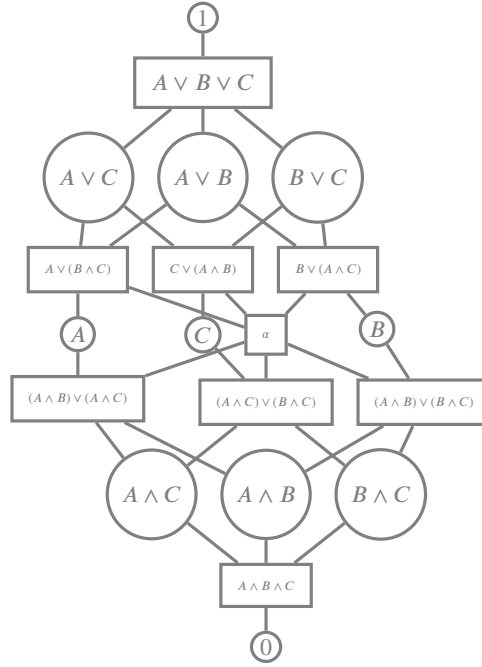 1
A ∨ B ∨ C
A ∨ C A ∨ B B ∨ C
A ∨ (B ∧ C) C ∨ (A ∧ B) B ∨ (A ∧ C)
A C α B
(A ∧ B) ∨ (A ∧ C) (A ∧ C) ∨ (B ∧ C) (A ∧ B) ∨ (B ∧ C)
A ∧ C A ∧ B B ∧ C
A ∧ B ∧ C
0